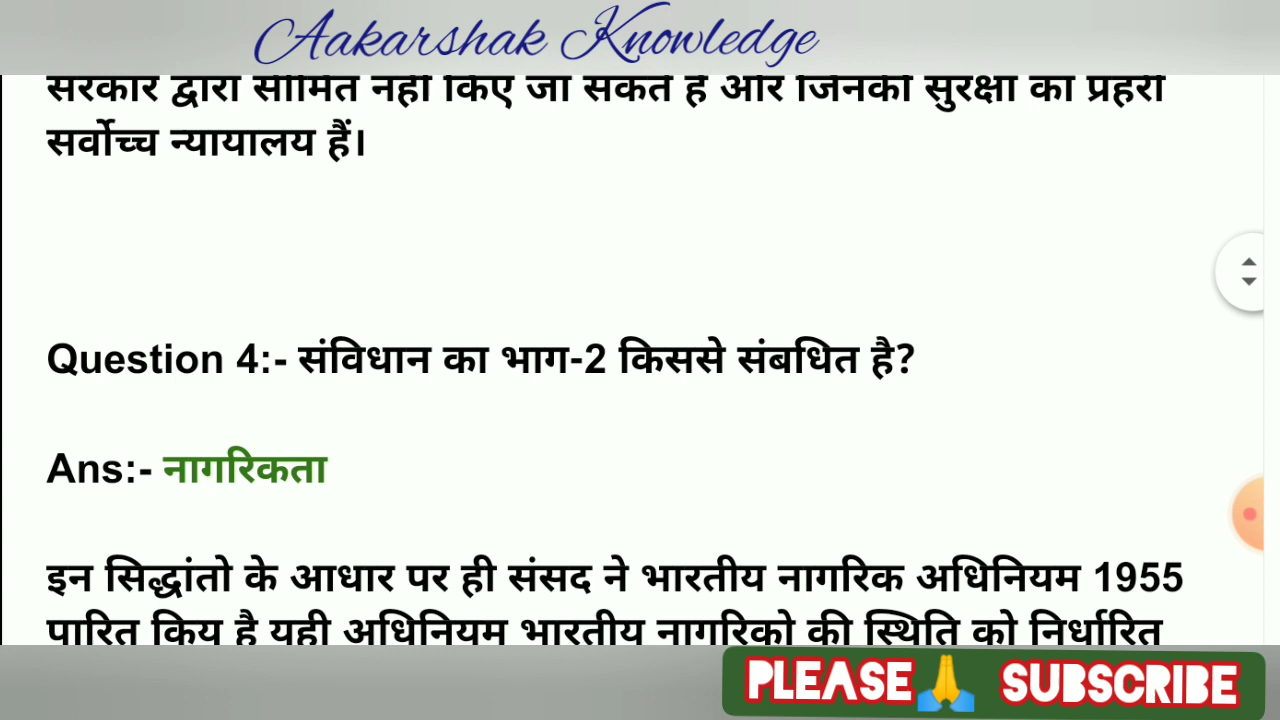 Aakarshak Knowledge
सरकार द्वारा सीमित नहीं किए जा सकते हैं और जिनकी सुरक्षा का प्रहरी
सर्वोच्च न्यायालय हैं।
Question 4:- संविधान का भाग-2 किससे संबधित है?
Ans:- नागरिकता
इन सिद्धांतो के आधार पर ही संसद ने भारतीय नागरिक अधिनियम 1955
पारित किय है यही अधिनियम भारतीय नागरिको की स्थिति को निर्धारित
PLEASE🙏 SUBSCRIBE